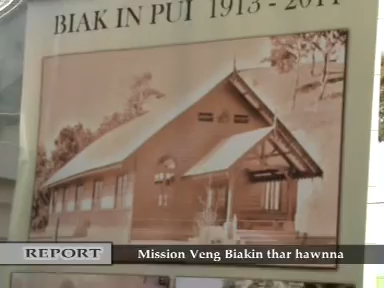 BIAK IN PUI 1913 - 2011
REPORT Mission Veng Biakin thar hawnna